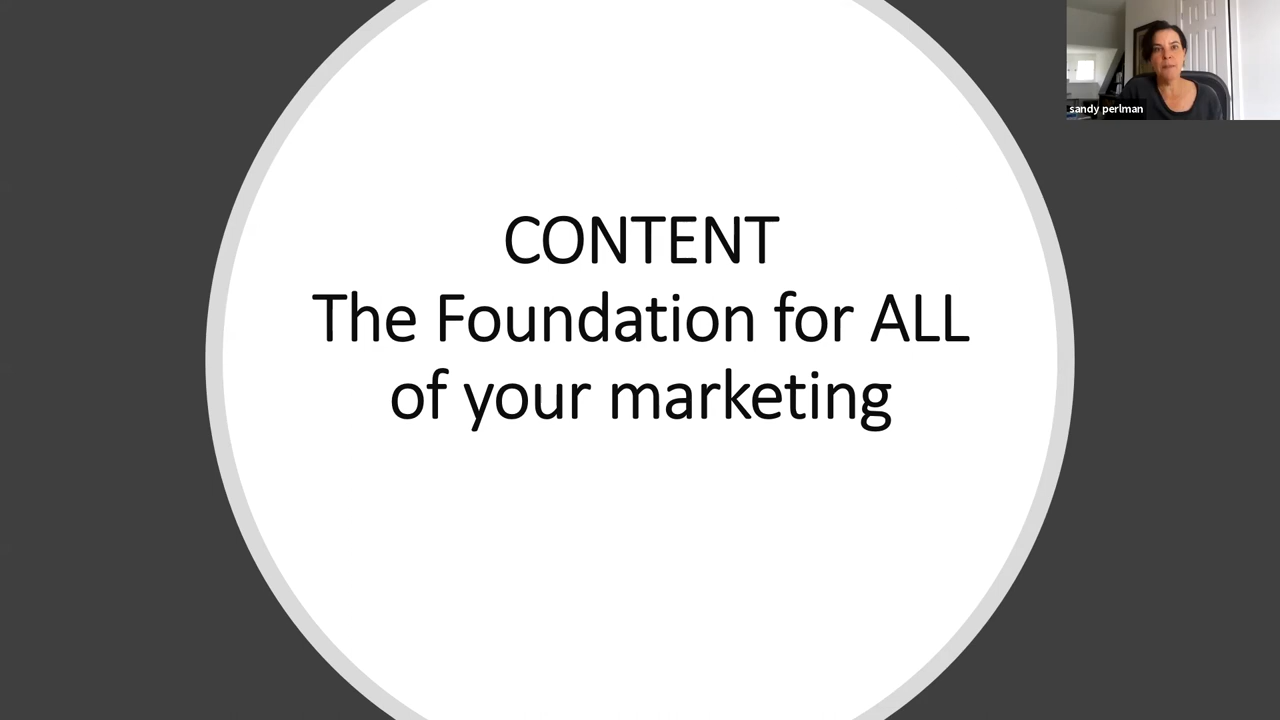 sandy perlman
CONTENT
The Foundation for ALL
of your marketing